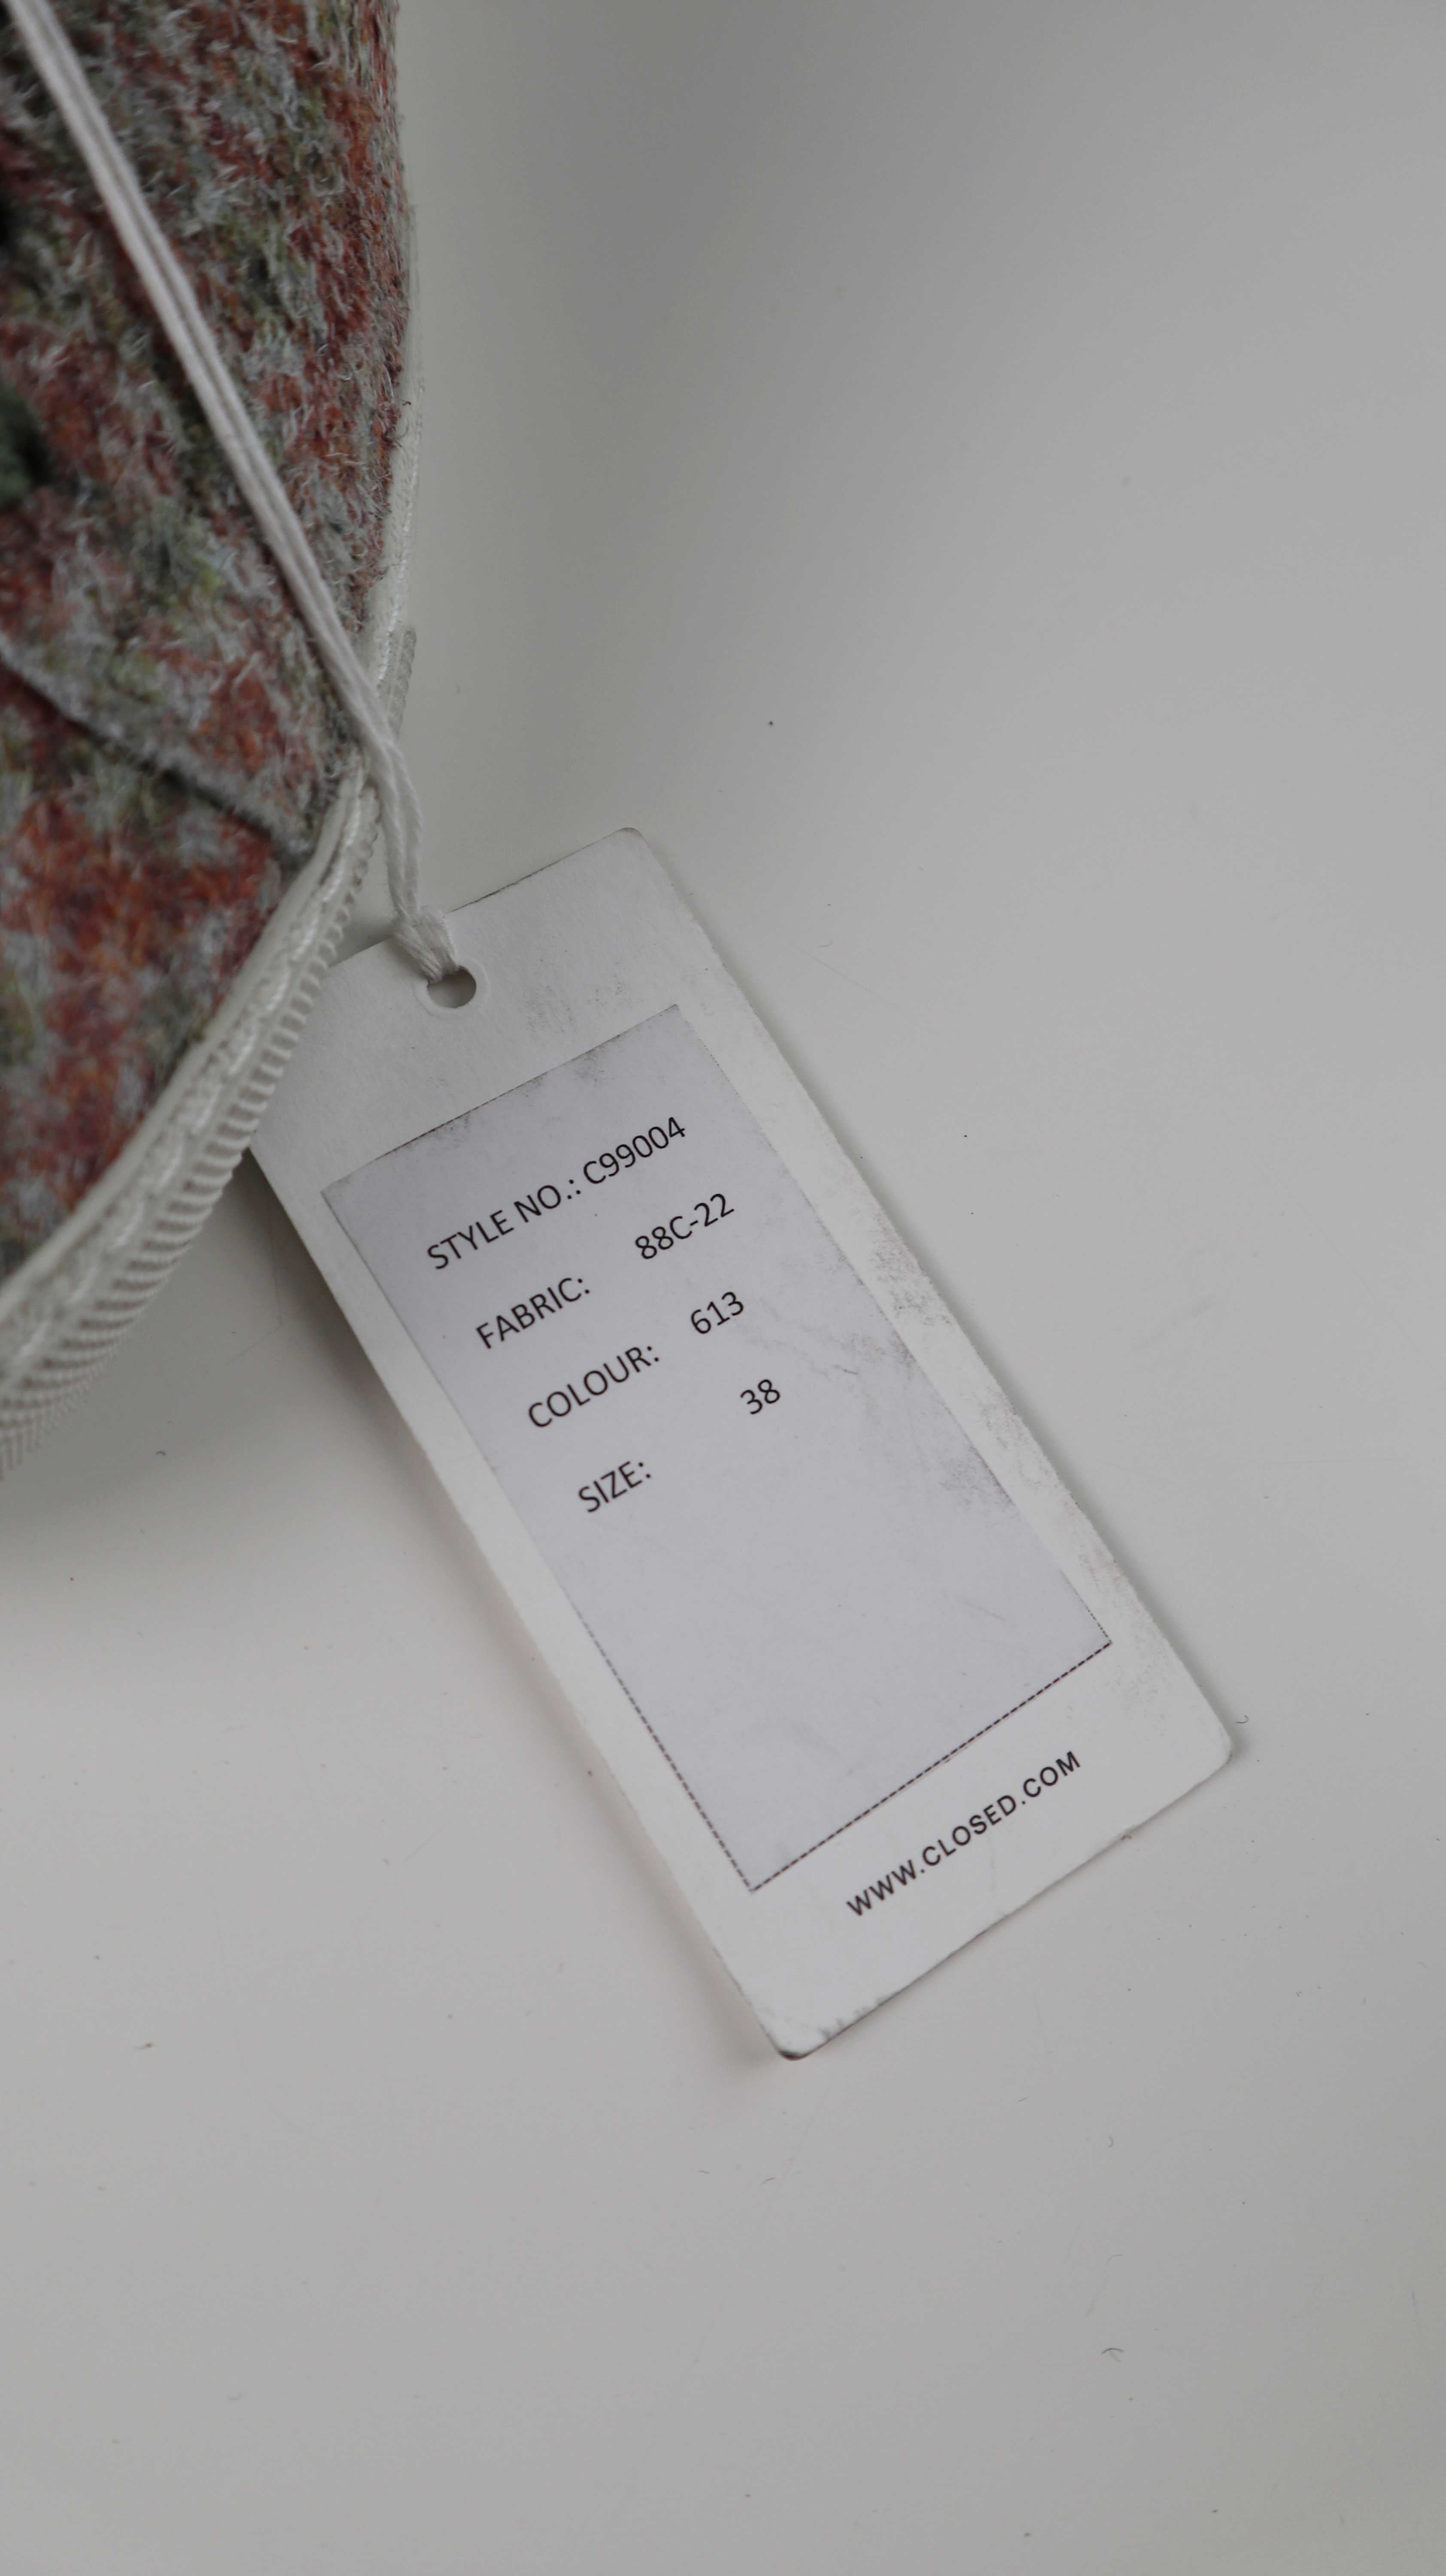 STYLE NO.: C99004
FABRIC: 88C-22
COLOUR: 613
SIZE: 38
WWW.CLOSED.COM